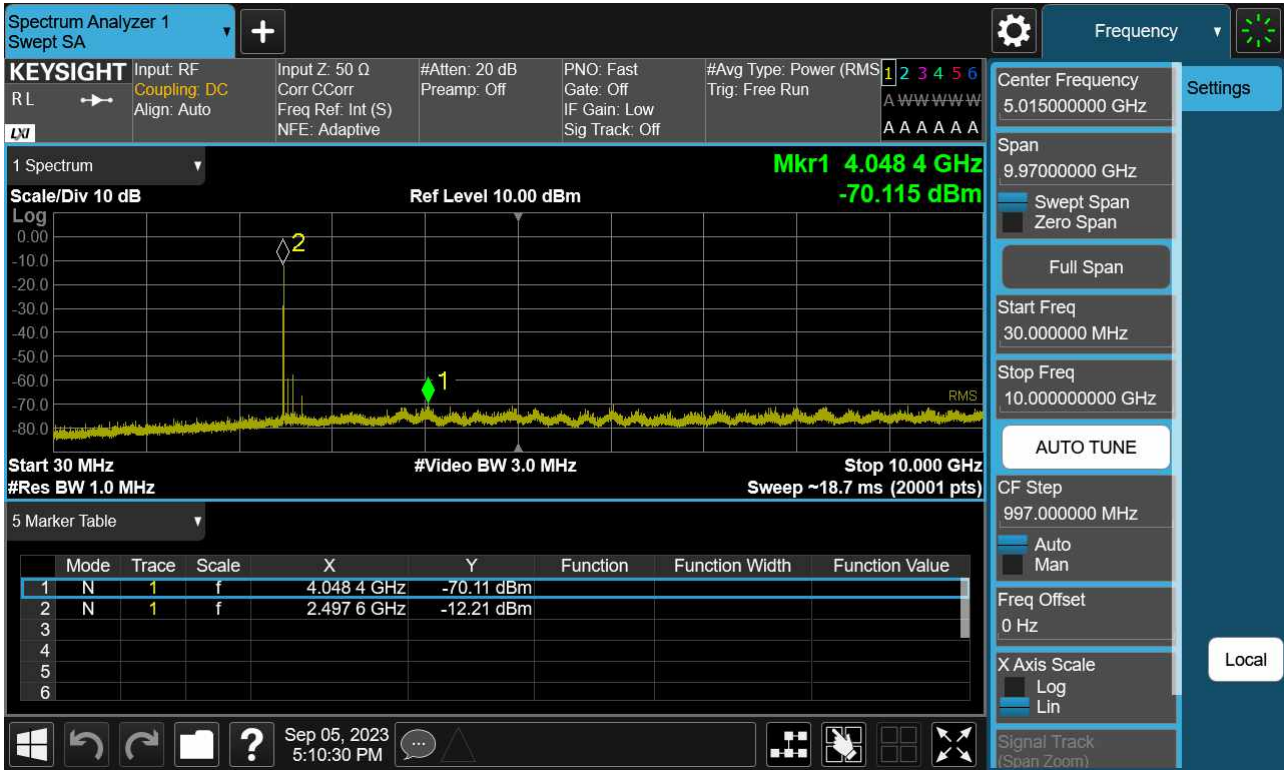 Spectrum Analyzer 1
Swept SA
Frequency
KEYSIGHT
R L
LXI
Input: RF
Coupling: DC
Align: Auto
Input Z: 50 Ω
Corr CCorr
Freq Ref: Int (S)
NFE: Adaptive
#Atten: 20 dB
Preamp: Off
PNO: Fast
Gate: Off
IF Gain: Low
Sig Track: Off
#Avg Type: Power (RMS
Trig: Free Run
1 2 3 4 5 6
A W W W W W
A A A A A A
1 Spectrum
Mkr1 4.048 4 GHz
Scale/Div 10 dB
Ref Level 10.00 dBm
-70.115 dBm
Log
0.00
-10.0
-20.0
-30.0
-40.0
-50.0
-60.0
-70.0
-80.0
2
1
RMS
Start 30 MHz
#Video BW 3.0 MHz
Stop 10.000 GHz
#Res BW 1.0 MHz
Sweep ~18.7 ms (20001 pts)
5 Marker Table
Mode Trace Scale X Y Function Function Width Function Value
1 N 1 f 4.048 4 GHz -70.11 dBm
2 N 1 f 2.497 6 GHz -12.21 dBm
3
4
5
6
?
Sep 05, 2023
5:10:30 PM
Center Frequency
5.015000000 GHz
Span
9.97000000 GHz
Swept Span
Zero Span
Full Span
Start Freq
30.000000 MHz
Stop Freq
10.000000000 GHz
AUTO TUNE
CF Step
997.000000 MHz
Auto
Man
Freq Offset
0 Hz
X Axis Scale
Log
Lin
Signal Track
(Span Zoom)
Settings
Local